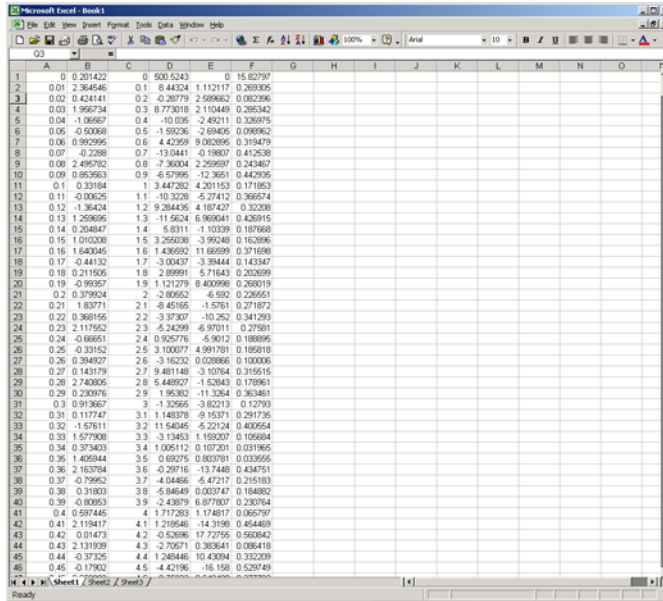 Microsoft Excel - Book1
File Edit View Insert Format Tools Data Window Help
100% Arial 10 B I U
Q3 =
A B C D E F G H I J K L M N O
1 0 0.201422 0 500.5243 0 15.82797
2 0.01 2.364546 0.1 8.44324 1.112117 0.269305
3 0.02 0.424141 0.2 -0.28779 2.589662 0.082396
4 0.03 1.956734 0.3 8.773018 2.110449 0.285342
5 0.04 -1.06567 0.4 -10.035 -2.49211 0.326975
6 0.05 -0.50068 0.5 -1.59236 -2.69405 0.098962
7 0.06 0.992995 0.6 4.42359 9.082895 0.319479
8 0.07 -0.2288 0.7 -13.0441 -0.19807 0.412538
9 0.08 2.495782 0.8 -7.36004 2.259597 0.243467
10 0.09 0.853563 0.9 -6.57995 -12.3651 0.442935
11 0.1 0.33184 1 3.447282 4.201153 0.171853
12 0.11 -0.00625 1.1 -10.3228 -5.27412 0.366574
13 0.12 -1.36424 1.2 9.284435 4.187427 0.32208
14 0.13 1.259695 1.3 -11.5624 6.969041 0.426915
15 0.14 0.204847 1.4 5.8311 -1.10339 0.187668
16 0.15 1.010208 1.5 3.255038 -3.99248 0.162896
17 0.16 1.640045 1.6 1.436592 11.66599 0.371698
18 0.17 -0.44132 1.7 -3.00437 -3.39444 0.143347
19 0.18 0.211505 1.8 2.89991 5.71643 0.202699
20 0.19 -0.99357 1.9 1.121279 8.400998 0.268019
21 0.2 0.379924 2 -2.80552 -6.592 0.226551
22 0.21 1.83771 2.1 -8.45165 -1.5761 0.271872
23 0.22 0.368155 2.2 -3.37307 -10.252 0.341293
24 0.23 2.117552 2.3 -5.24299 -6.97011 0.27581
25 0.24 -0.66651 2.4 0.925776 -5.9012 0.188895
26 0.25 -0.33152 2.5 3.100077 4.991781 0.185818
27 0.26 0.394927 2.6 -3.16232 0.028866 0.100006
28 0.27 0.143179 2.7 9.481148 -3.10764 0.315515
29 0.28 2.740805 2.8 5.448927 -1.52843 0.178961
30 0.29 0.230976 2.9 1.95382 -11.3264 0.363461
31 0.3 0.913667 3 -1.32565 -3.82213 0.12793
32 0.31 0.117747 3.1 1.148378 -9.15371 0.291735
33 0.32 -1.57611 3.2 11.54045 -5.22124 0.400554
34 0.33 1.577908 3.3 -3.13453 1.159207 0.105684
35 0.34 0.373403 3.4 1.005112 0.107201 0.031965
36 0.35 1.405944 3.5 0.69275 0.803781 0.033555
37 0.36 2.163784 3.6 -0.29716 -13.7448 0.434751
38 0.37 -0.79952 3.7 -4.04466 -5.47217 0.215183
39 0.38 0.31803 3.8 -5.84649 0.003747 0.184882
40 0.39 -0.80853 3.9 -2.43879 6.877807 0.230764
41 0.4 0.597445 4 1.717283 1.174817 0.065797
42 0.41 2.119417 4.1 1.218546 -14.3198 0.454469
43 0.42 0.01473 4.2 -0.52696 17.72755 0.560842
44 0.43 2.131939 4.3 -2.70571 0.383641 0.086418
45 0.44 -0.37325 4.4 1.248446 10.43094 0.332209
46 0.45 -0.17902 4.5 -4.42196 -16.158 0.529749
Sheet1 Sheet2 Sheet3
Ready